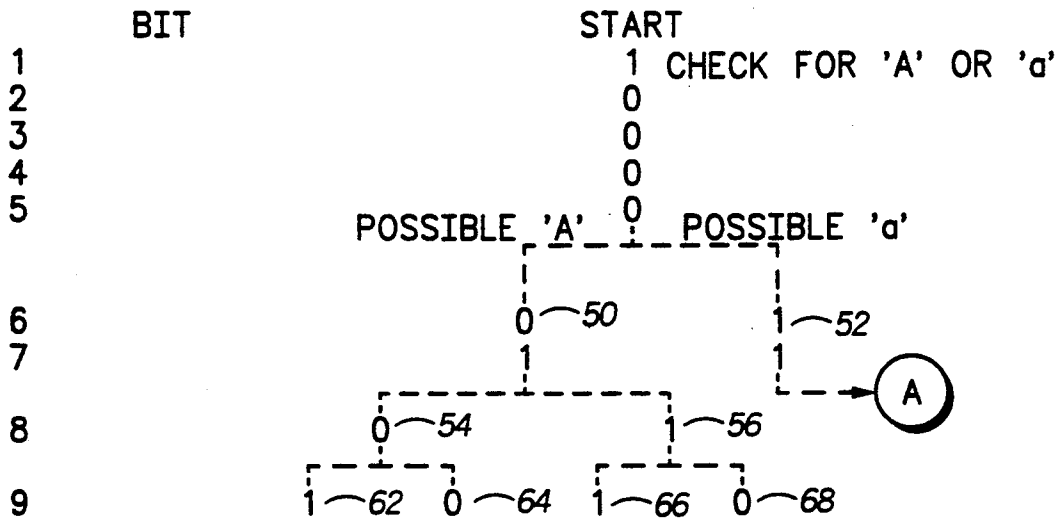 BIT START
1 1 CHECK FOR 'A' OR 'a'
2 0
3 0
4 0
5 0
POSSIBLE 'A' POSSIBLE 'a'
6 0 50 1 52
7 1 1
A
8 0 54 1 56
9 1 62 0 64 1 66 0 68